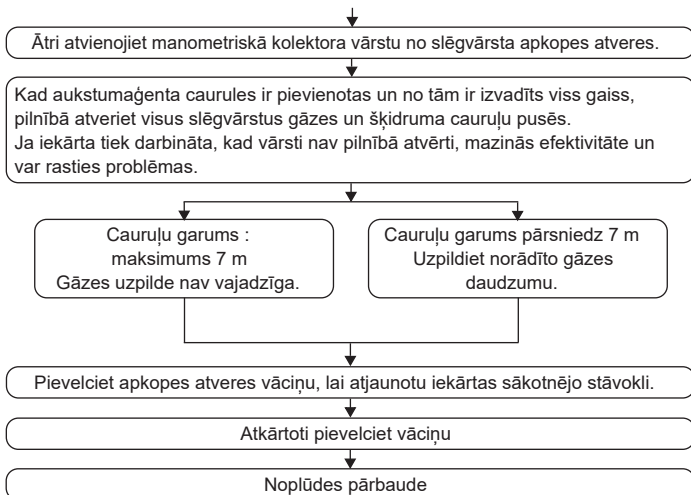 Ātri atvienojiet manometriskā kolektora vārstu no slēgvārsta apkopes atveres.
Kad aukstumaģenta caurules ir pievienotas un no tām ir izvadīts viss gaiss,
pilnībā atveriet visus slēgvārstus gāzes un šķidruma cauruļu pusēs.
Ja iekārta tiek darbināta, kad vārsti nav pilnībā atvērti, mazinās efektivitāte un
var rasties problēmas.
Cauruļu garums :
maksimums 7 m
Gāzes uzpilde nav vajadzīga.
Cauruļu garums pārsniedz 7 m
Uzpildiet norādīto gāzes
daudzumu.
Pievelciet apkopes atveres vāciņu, lai atjaunotu iekārtas sākotnējo stāvokli.
Atkārtoti pievelciet vāciņu
Noplūdes pārbaude